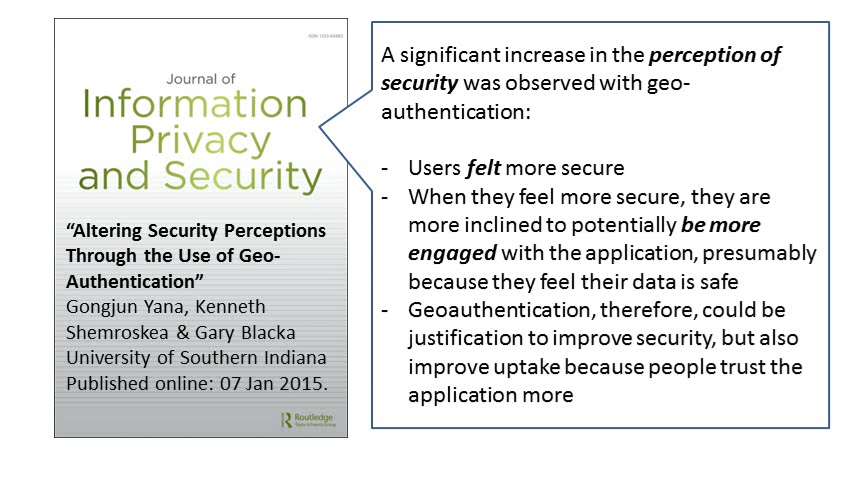 Journal of
Information
Privacy
and Security
“Altering Security Perceptions
Through the Use of Geo-
Authentication”
Gongjun Yana, Kenneth
Shemroskea & Gary Blacka
University of Southern Indiana
Published online: 07 Jan 2015.
Routledge
Taylor & Francis Group
A significant increase in the perception of
security was observed with geo-
authentication:
- Users felt more secure
- When they feel more secure, they are
more inclined to potentially be more
engaged with the application, presumably
because they feel their data is safe
- Geoauthentication, therefore, could be
justification to improve security, but also
improve uptake because people trust the
application more